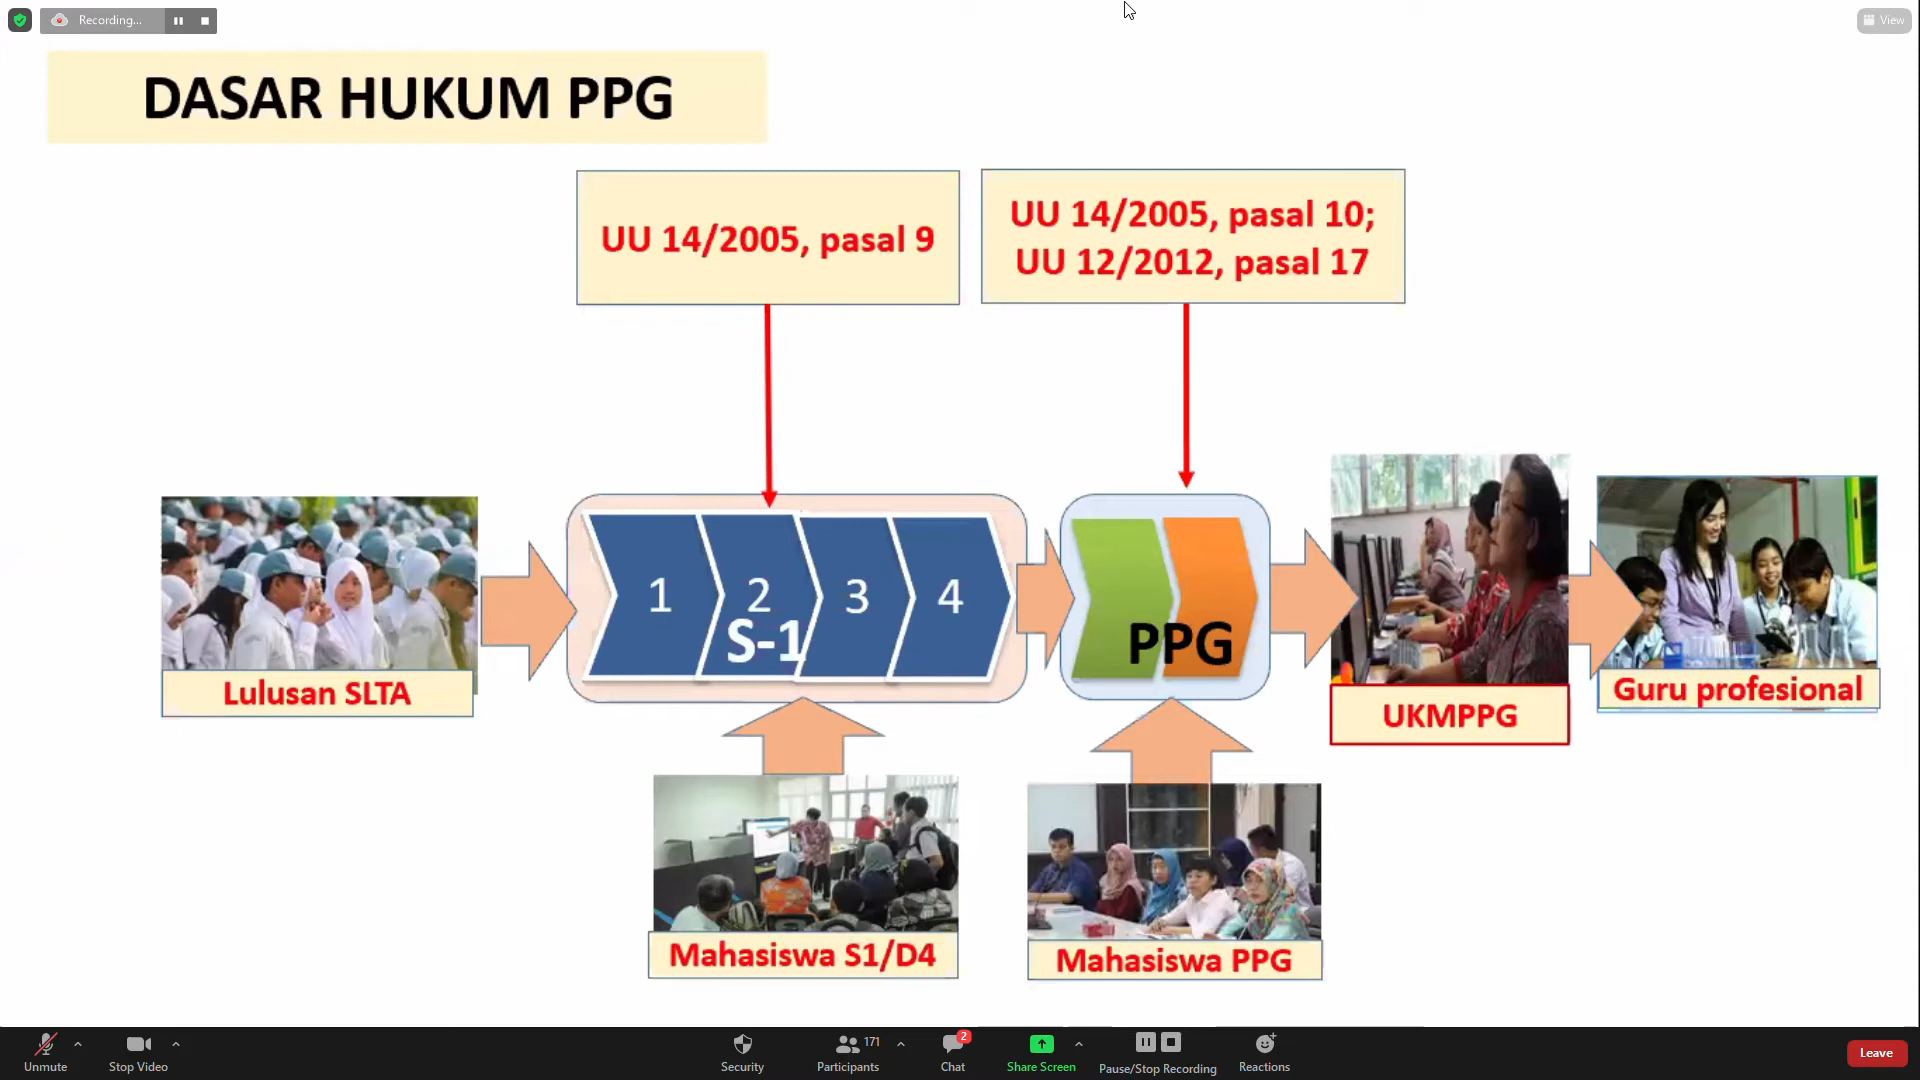 Recording...
View
DASAR HUKUM PPG
UU 14/2005, pasal 9
UU 14/2005, pasal 10;
UU 12/2012, pasal 17
1
2
3
4
S-1
PPG
Lulusan SLTA
UKMPPG
Guru profesional
Mahasiswa S1/D4
Mahasiswa PPG
Unmute
Stop Video
Security
Participants
171
Chat
2
Share Screen
Pause/Stop Recording
Reactions
Leave